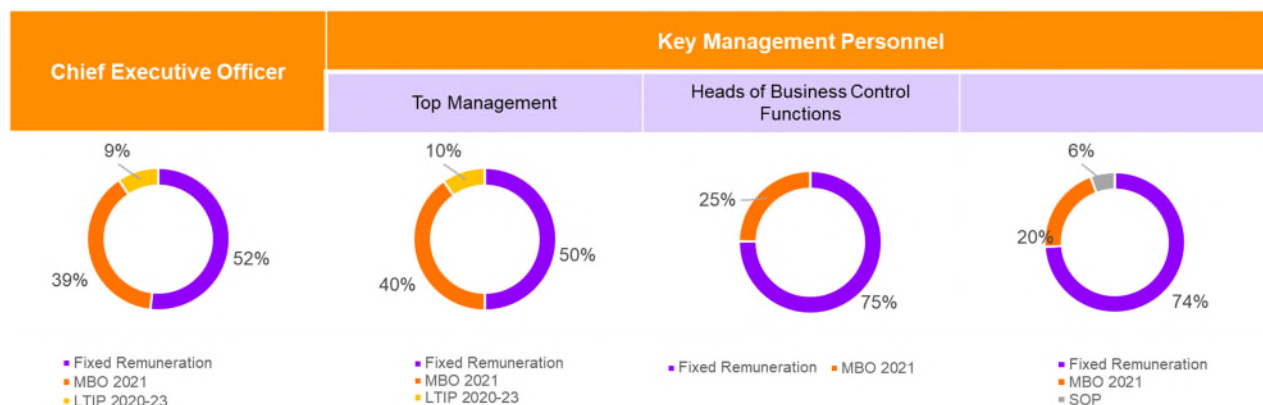 Chief Executive Officer
Key Management Personnel
Top Management
Heads of Business Control
Functions
9%
52%
39%
10%
50%
40%
25%
75%
6%
20%
74%
Fixed Remuneration
MBO 2021
LTIP 2020-23
Fixed Remuneration
MBO 2021
LTIP 2020-23
Fixed Remuneration MBO 2021
Fixed Remuneration
MBO 2021
SOP